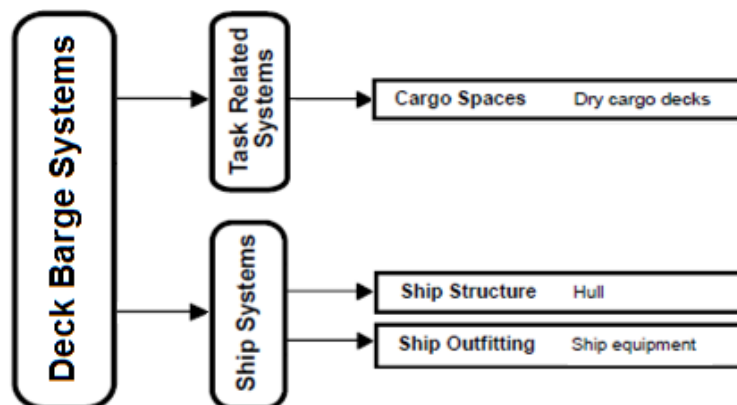 Deck Barge Systems
Task Related
Systems
Cargo Spaces Dry cargo decks
Ship Systems
Ship Structure Hull
Ship Outfitting Ship equipment